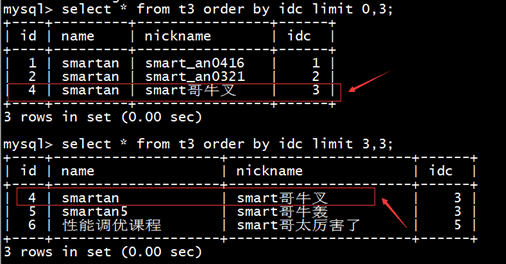 mysql> select * from t3 order by idc limit 0,3;
+----+---------+--------------+------+
| id | name | nickname | idc |
+----+---------+--------------+------+
| 1 | smartan | smart_an0416 | 1 |
| 2 | smartan | smart_an0321 | 2 |
| 4 | smartan | smart哥牛叉 | 3 |
+----+---------+--------------+------+
3 rows in set (0.00 sec)
mysql> select * from t3 order by idc limit 3,3;
+----+--------------------+--------------------+------+
| id | name | nickname | idc |
+----+--------------------+--------------------+------+
| 4 | smartan | smart哥牛叉 | 3 |
| 5 | smartan5 | smart哥牛轰 | 3 |
| 6 | 性能调优课程 | smart哥太厉害了 | 5 |
+----+--------------------+--------------------+------+
3 rows in set (0.00 sec)